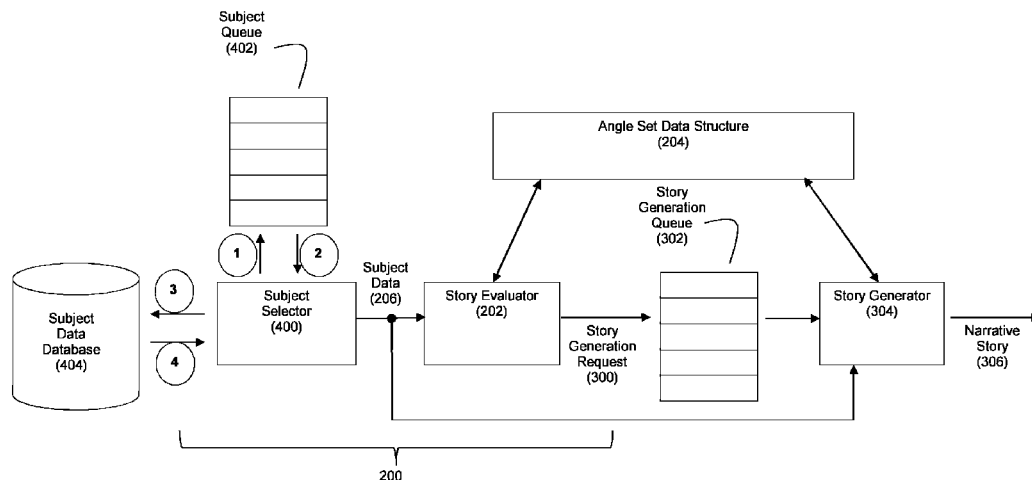 Subject
Queue
(402)
Angle Set Data Structure
(204)
Story
Generation
Queue
(302)
1
2
Subject
Data
(206)
3
4
Subject
Data
Database
(404)
Subject
Selector
(400)
Story Evaluator
(202)
Story
Generation
Request
(300)
Story Generator
(304)
Narrative
Story
(306)
200